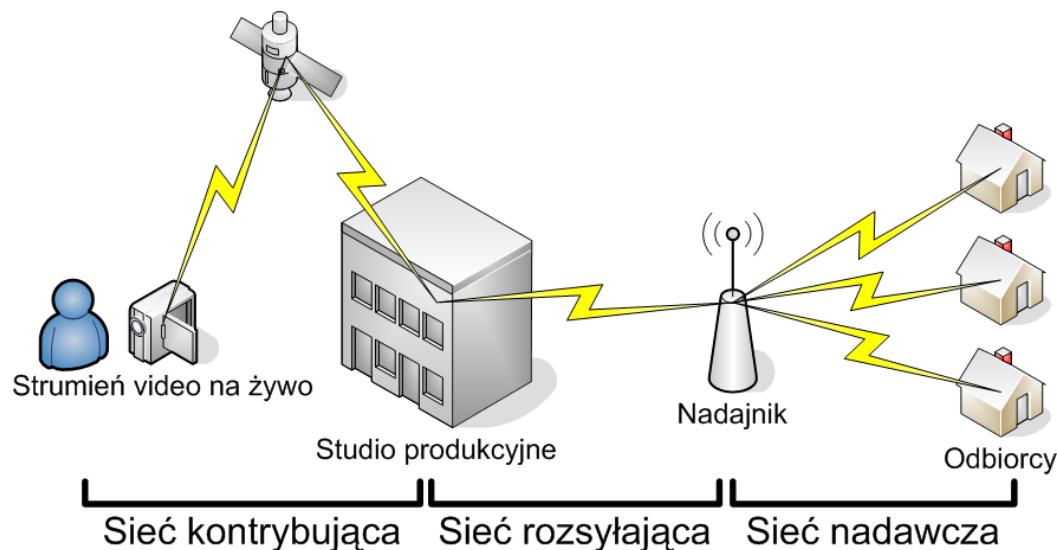 Strumień video na żywo
Studio produkcyjne
Nadajnik
Odbiorcy
Sieć kontrybująca
Sieć rozsyłająca
Sieć nadawcza